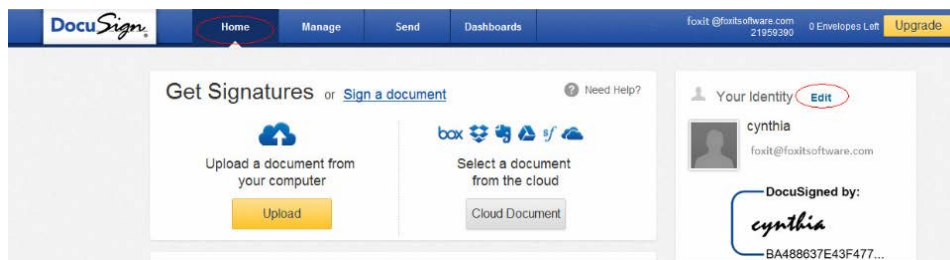 DocuSign
Home Manage Send Dashboards
foxit @foxitsoftware.com
21959390
0 Envelopes Left
Upgrade
Get Signatures or Sign a document
Need Help?
Upload a document from
your computer
Upload
box
Select a document
from the cloud
Cloud Document
Your Identity Edit
cynthia
foxit@foxitsoftware.com
DocuSigned by:
cynthia
BA488637E43F477...